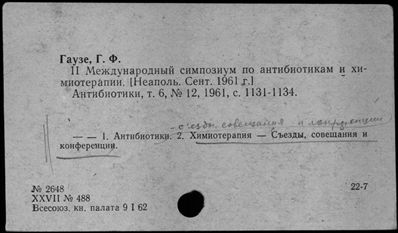 Гаузе, Г. Ф.
II Международный симпозиум по антибиотикам и хи-
миотерапии. [Неаполь. Сент. 1961 г.]
Антибиотики, т. 6, № 12, 1961, с. 1131-1134.
- съезды, совещания и конференции
— — 1. Антибиотики. 2. Химиотерапия — Съезды, совещания и
конференции.
№ 2648
22-7
XXVII № 488
Всесоюз. кн. палата 9 I 62